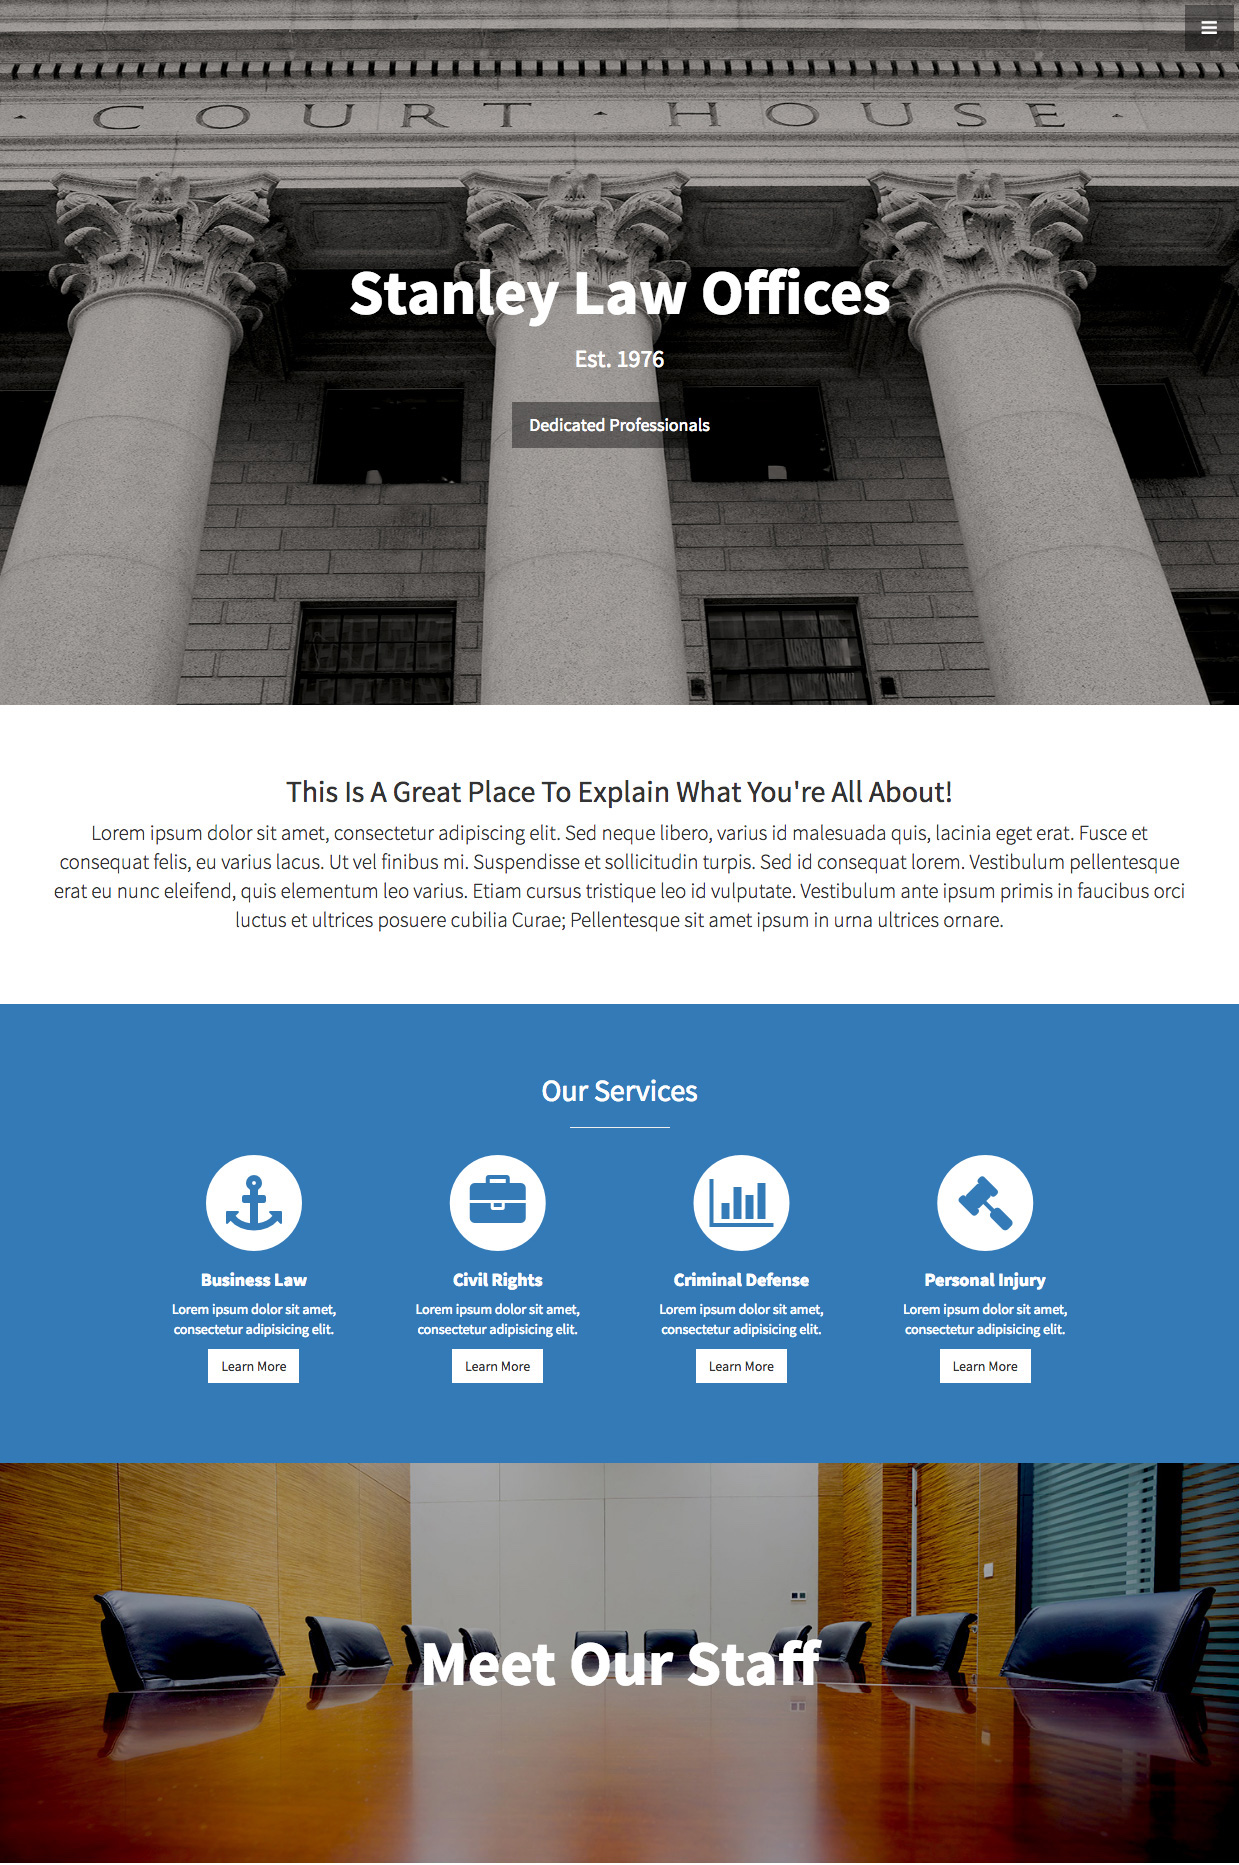 · COURT · HOUSE ·
Stanley Law Offices
Est. 1976
Dedicated Professionals
This Is A Great Place To Explain What You're All About!
Lorem ipsum dolor sit amet, consectetur adipiscing elit. Sed neque libero, varius id malesuada quis, lacinia eget erat. Fusce et
consequat felis, eu varius lacus. Ut vel finibus mi. Suspendisse et sollicitudin turpis. Sed id consequat lorem. Vestibulum pellentesque
erat eu nunc eleifend, quis elementum leo varius. Etiam cursus tristique leo id vulputate. Vestibulum ante ipsum primis in faucibus orci
luctus et ultrices posuere cubilia Curae; Pellentesque sit amet ipsum in urna ultrices ornare.
Our Services
Business Law
Lorem ipsum dolor sit amet,
consectetur adipisicing elit.
Learn More
Civil Rights
Lorem ipsum dolor sit amet,
consectetur adipisicing elit.
Learn More
Criminal Defense
Lorem ipsum dolor sit amet,
consectetur adipisicing elit.
Learn More
Personal Injury
Lorem ipsum dolor sit amet,
consectetur adipisicing elit.
Learn More
Meet Our Staff